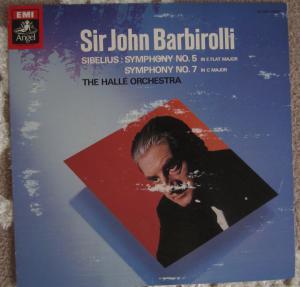 EMI
Angel
Sir John Barbirolli
SIBELIUS : SYMPHONY NO. 5 IN E FLAT MAJOR
SYMPHONY NO. 7 IN C MAJOR
THE HALLE ORCHESTRA